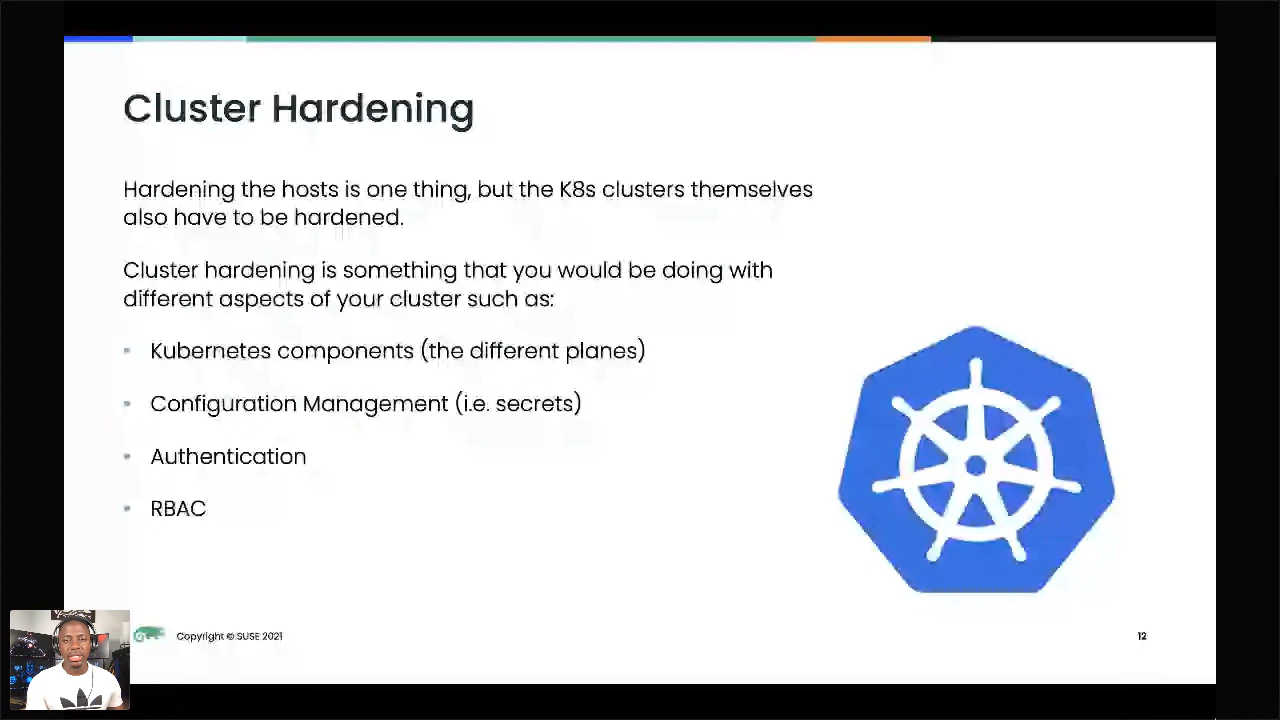 Cluster Hardening
Hardening the hosts is one thing, but the K8s clusters themselves
also have to be hardened.
Cluster hardening is something that you would be doing with
different aspects of your cluster such as:
Kubernetes components (the different planes)
Configuration Management (i.e. secrets)
Authentication
RBAC
Copyright © SUSE 2021
12